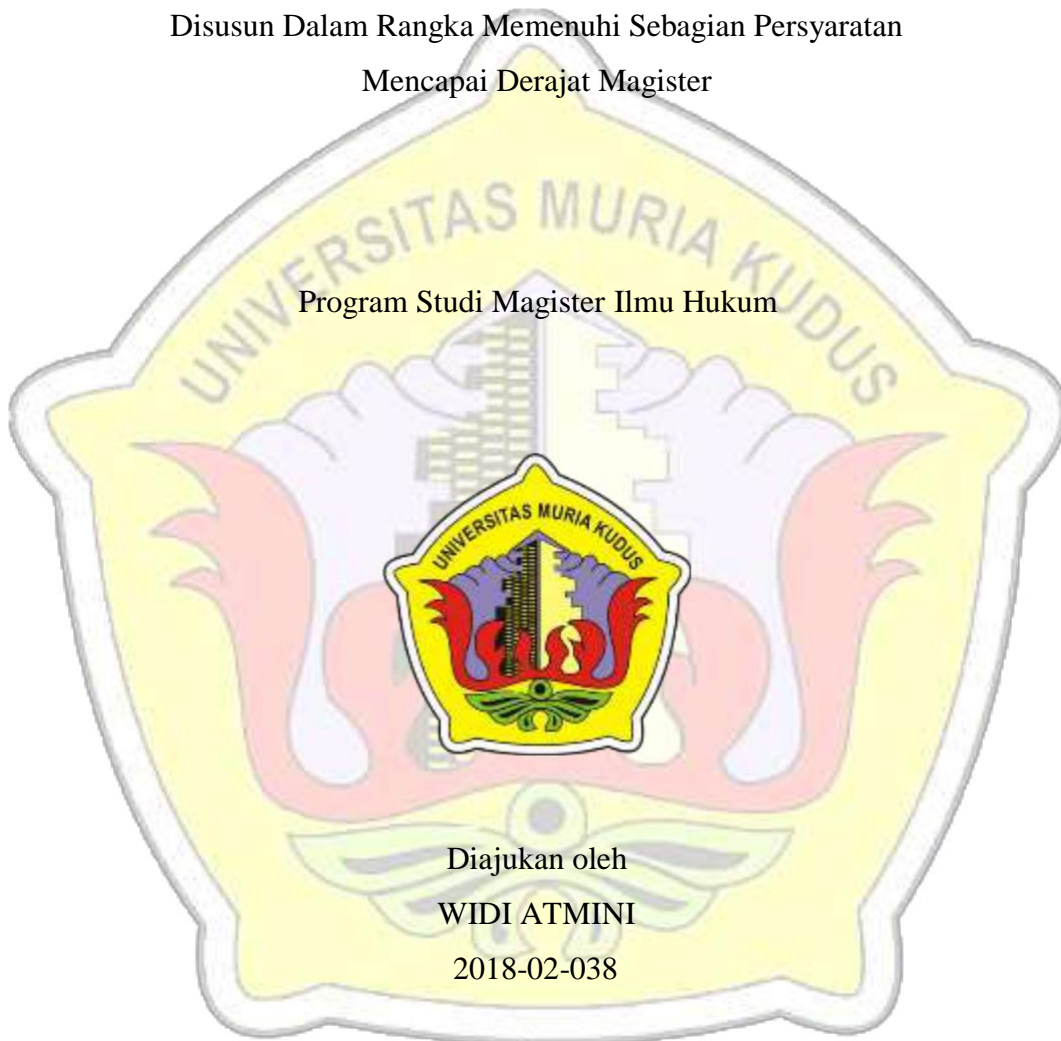 Disusun Dalam Rangka Memenuhi Sebagian Persyaratan
Mencapai Derajat Magister
UNIVERSITAS MURIA KUDUS
Program Studi Magister Ilmu Hukum
UNIVERSITAS MURIA KUDUS
Diajukan oleh
WIDI ATMINI
2018-02-038